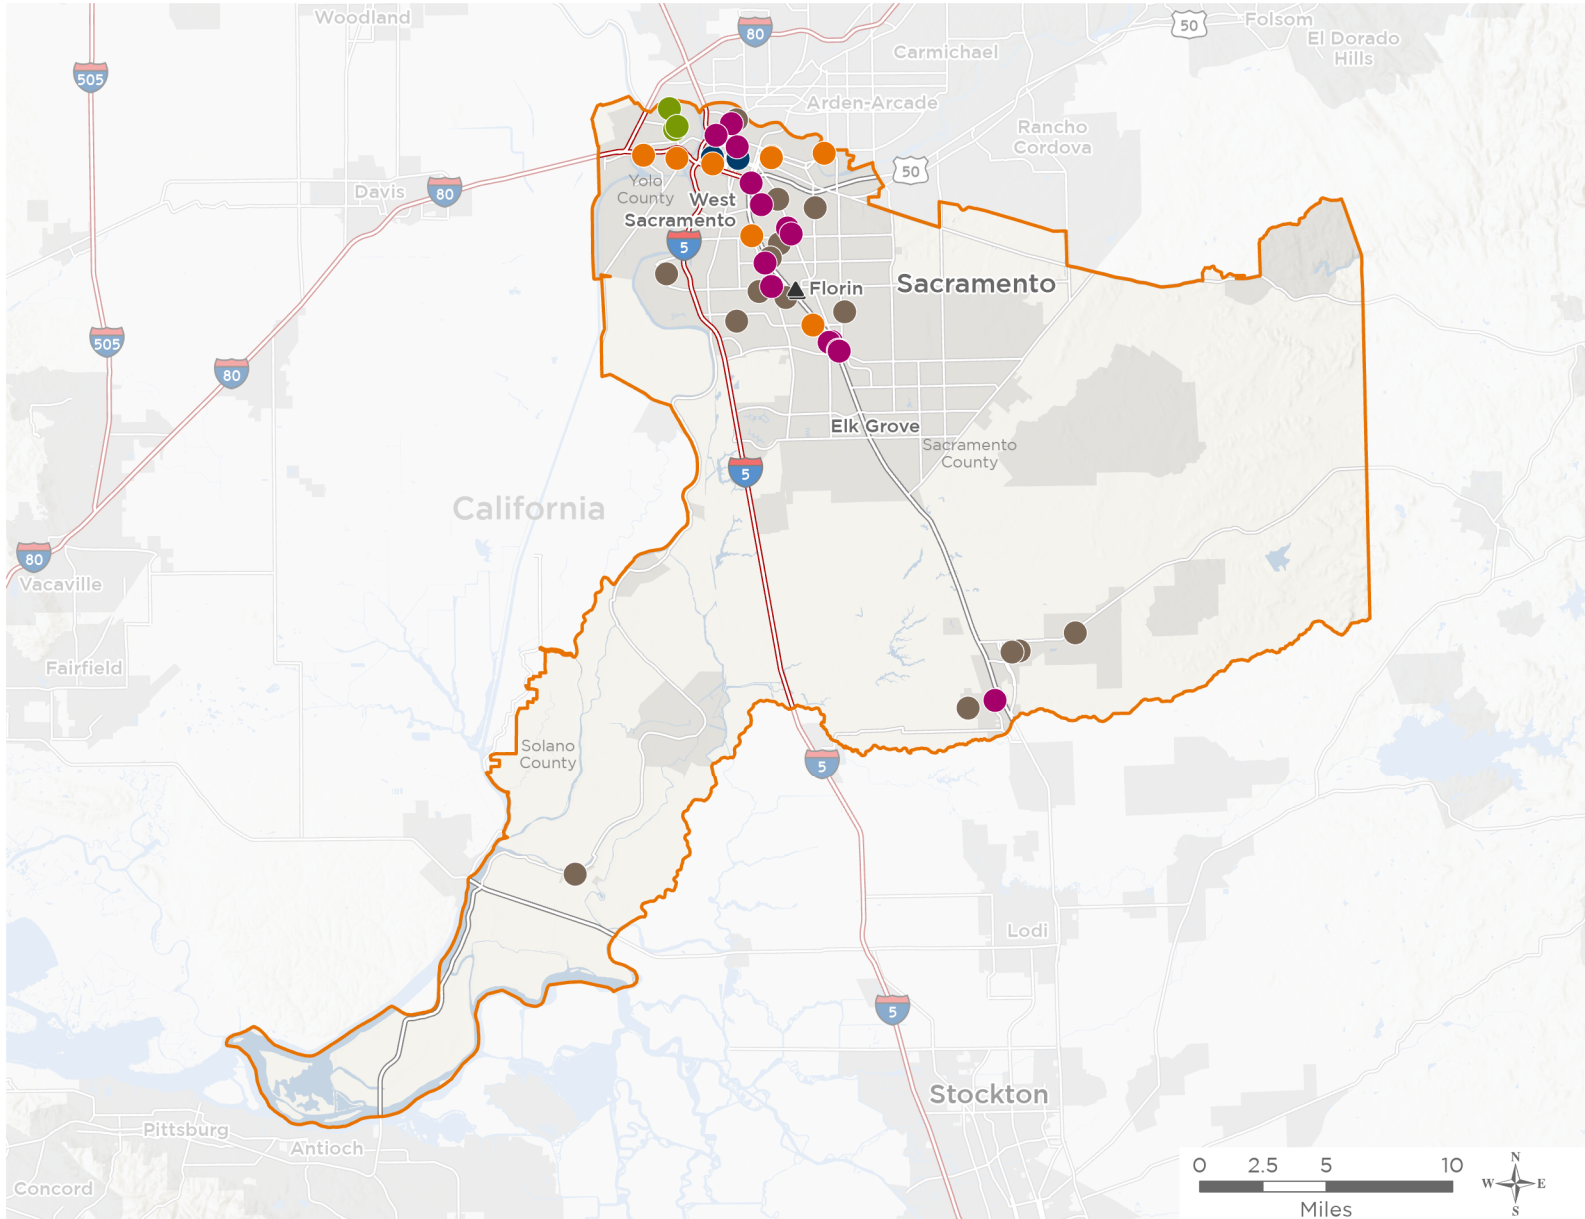 Woodland
80
50
Folsom
El Dorado
Hills
Carmichael
505
Arden-Arcade
Rancho
Cordova
50
Davis
80
Yolo
County
West
Sacramento
5
Florin
Sacramento
505
80
Elk Grove
Sacramento
County
5
California
80
Vacaville
Fairfield
Solano
County
5
Lodi
5
Stockton
Pittsburg
Antioch
Concord
0 2.5 5 10
Miles
N
W E
S